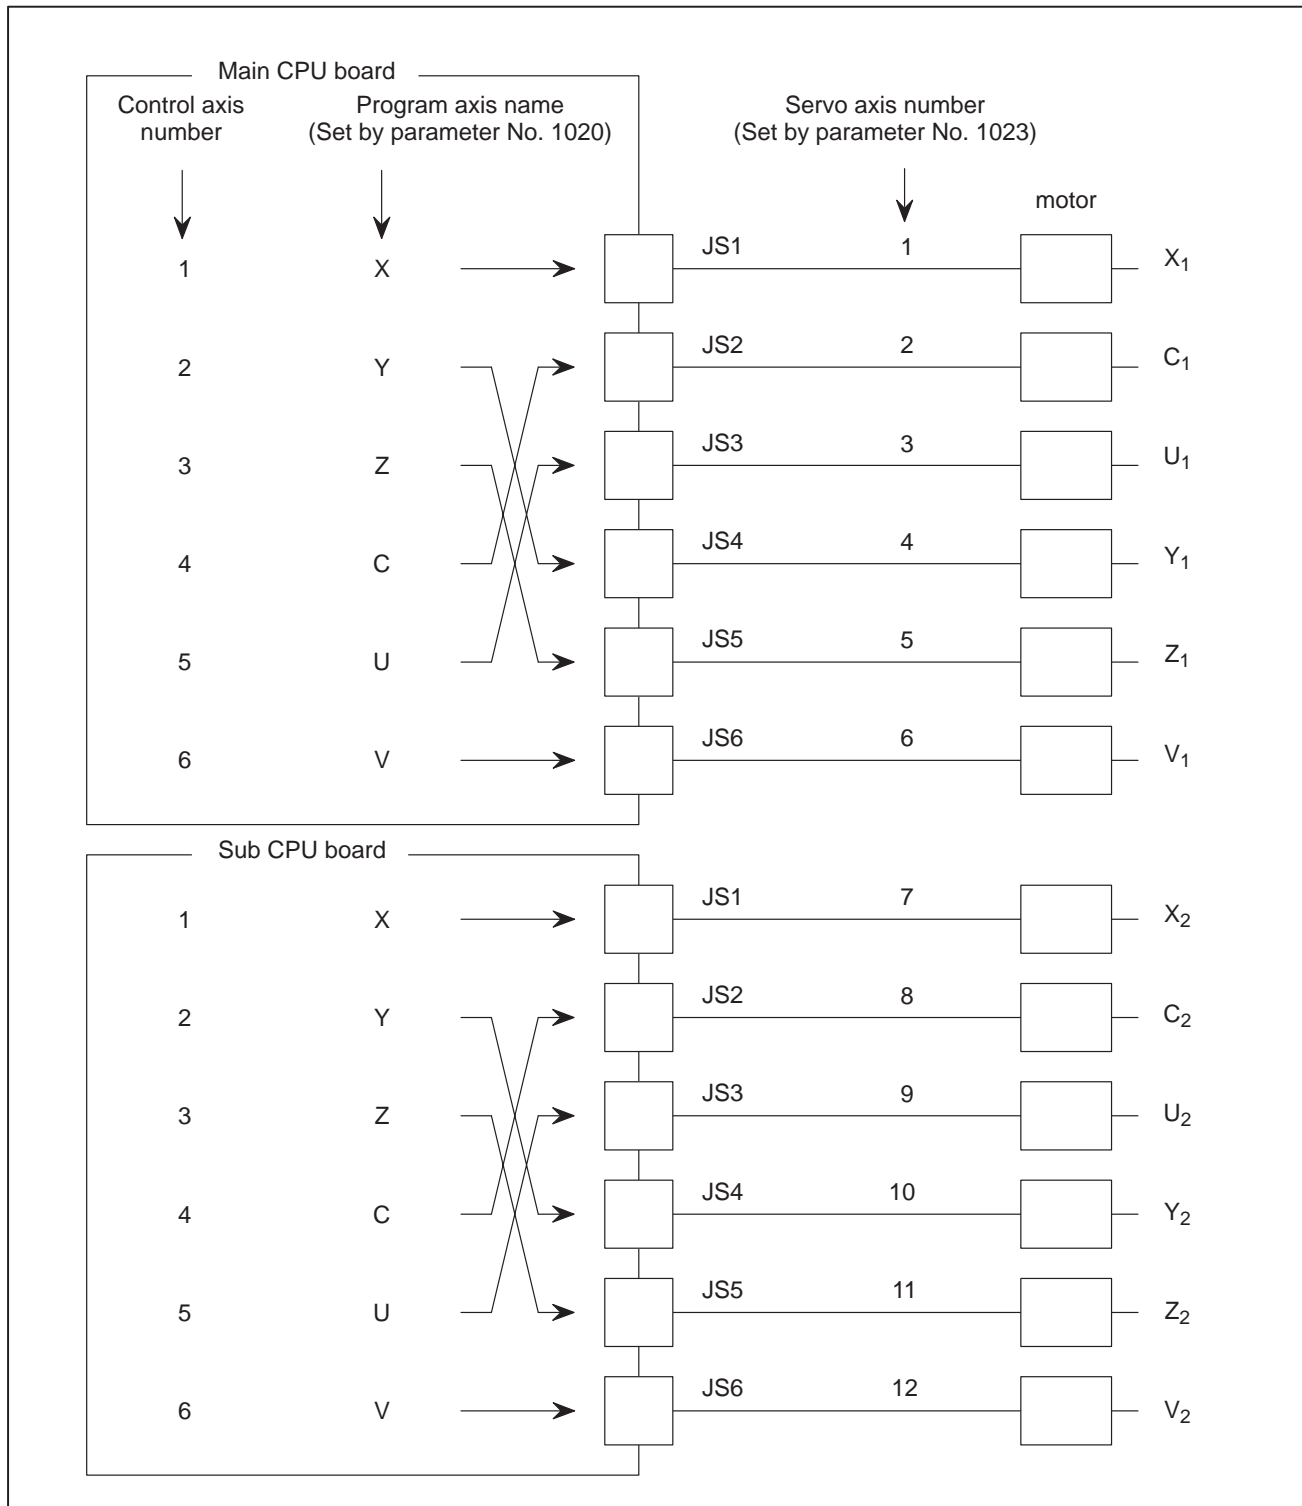 Main CPU board
Control axis
number
Program axis name
(Set by parameter No. 1020)
Servo axis number
(Set by parameter No. 1023)
motor
1 X JS1 1 X1
2 Y JS2 2 C1
3 Z JS3 3 U1
4 C JS4 4 Y1
5 U JS5 5 Z1
6 V JS6 6 V1
Sub CPU board
1 X JS1 7 X2
2 Y JS2 8 C2
3 Z JS3 9 U2
4 C JS4 10 Y2
5 U JS5 11 Z2
6 V JS6 12 V2